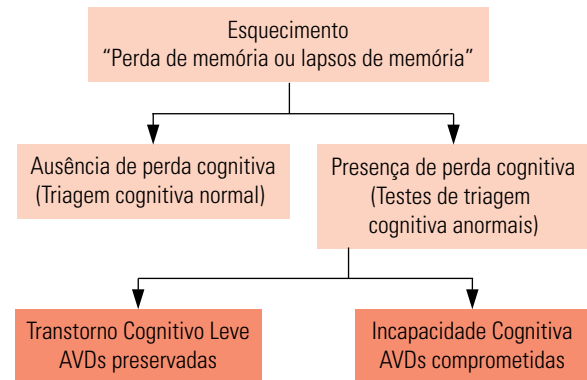 Esquecimento
“Perda de memória ou lapsos de memória”
Ausência de perda cognitiva
(Triagem cognitiva normal)
Presença de perda cognitiva
(Testes de triagem
cognitiva anormais)
Transtorno Cognitivo Leve
AVDs preservadas
Incapacidade Cognitiva
AVDs comprometidas